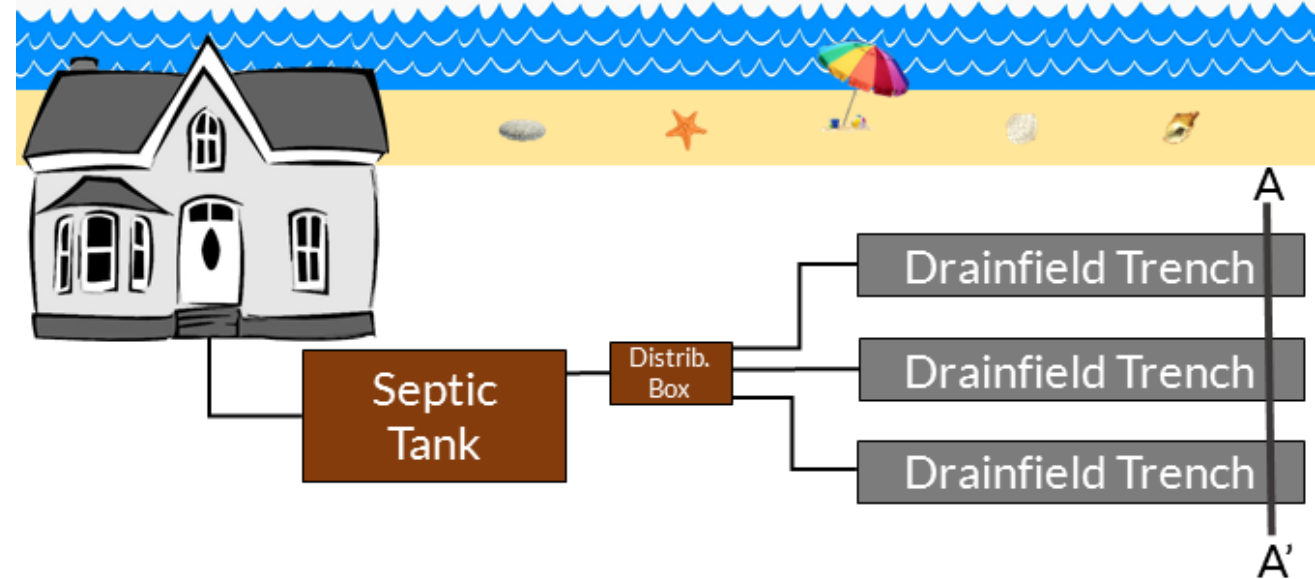 A
Drainfield Trench
Septic
Tank
Distrib.
Box
Drainfield Trench
Drainfield Trench
A’